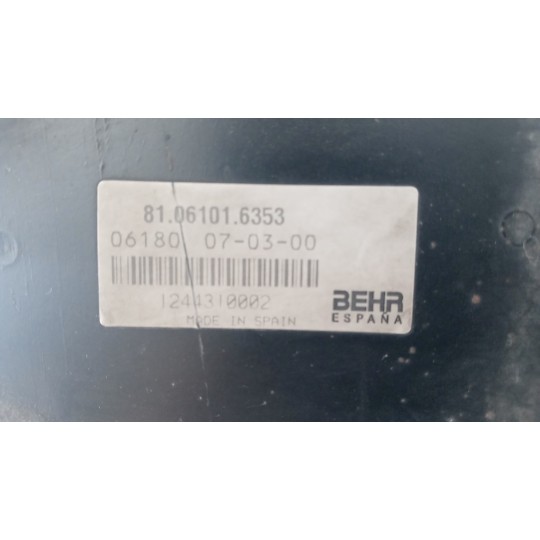 81.06101.6353
06180 07-03-00
1244310002
MADE IN SPAIN
BEHR
ESPAÑA